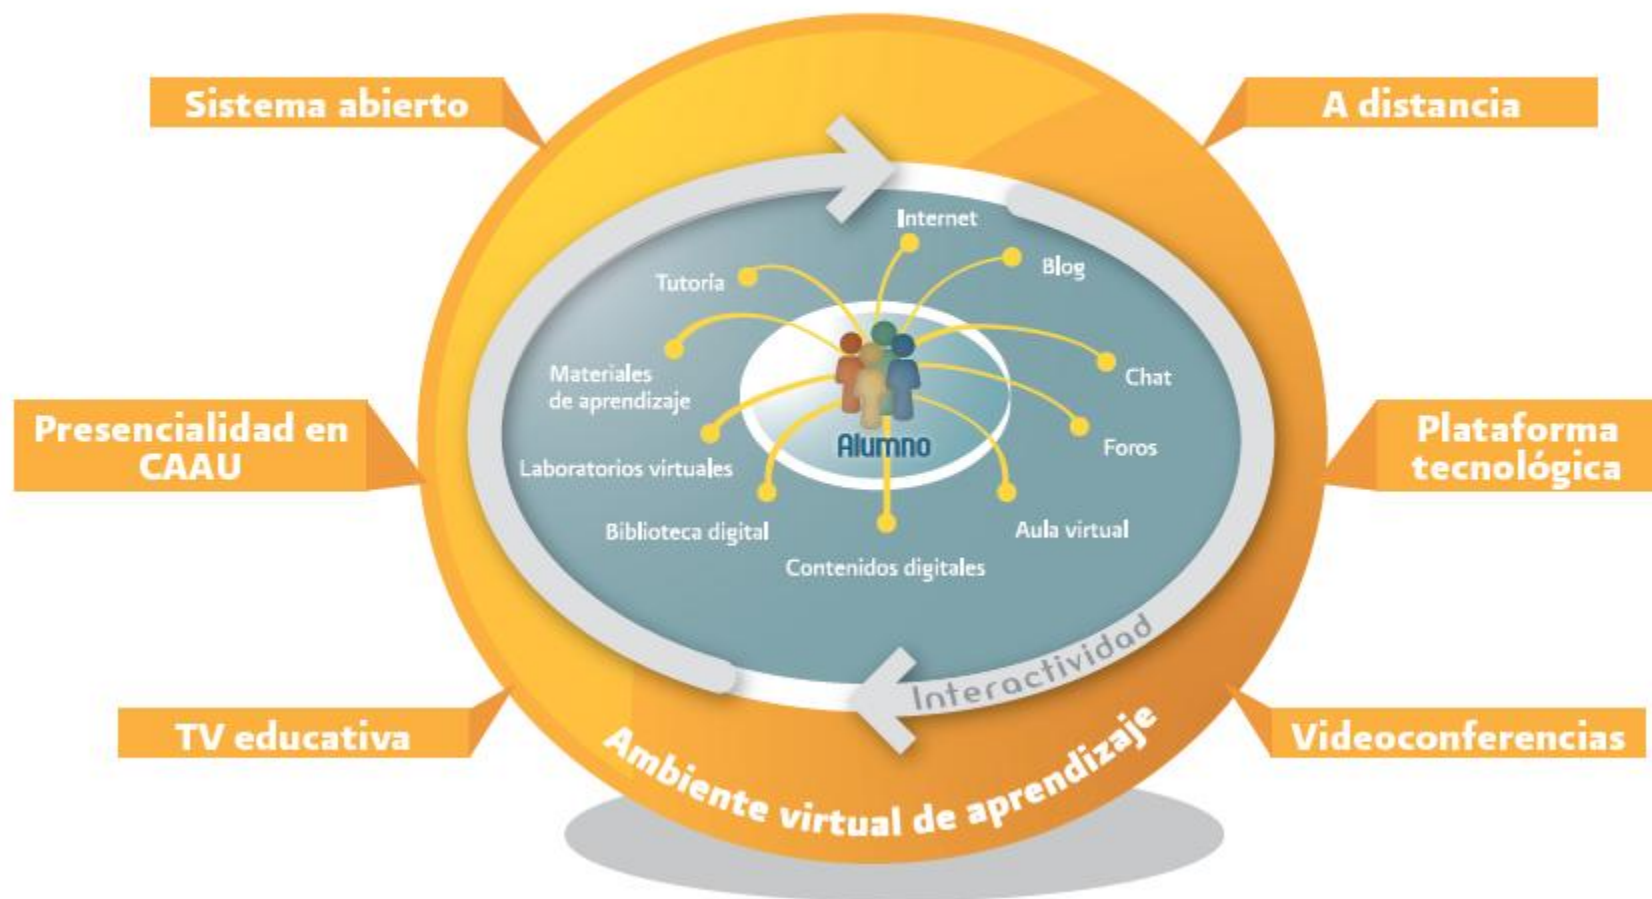 Sistema abierto
A distancia
Internet
Blog
Tutoría
Chat
Materiales
de aprendizaje
Alumno
Foros
Laboratorios virtuales
Biblioteca digital
Aula virtual
Contenidos digitales
Presencialidad en
CAAU
Plataforma
tecnológica
Interactividad
TV educativa
Videoconferencias
Ambiente virtual de aprendizaje